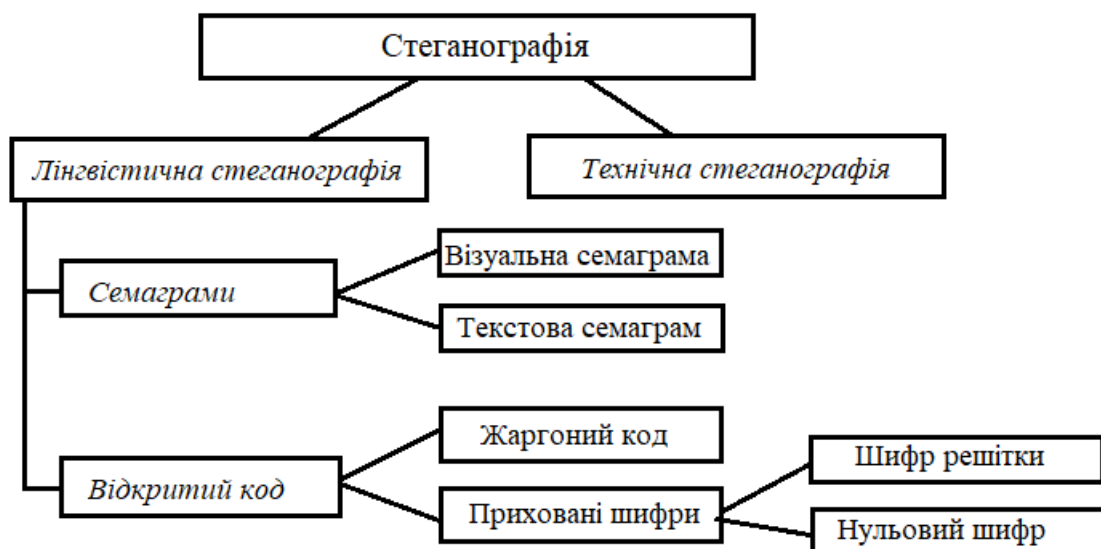 Стеганографія
Лінгвістична стеганографія
Технічна стеганографія
Візуальна семаграма
Семаграми
Текстова семаграм
Жаргоний код
Шифр решітки
Відкритий код
Приховані шифри
Нульовий шифр